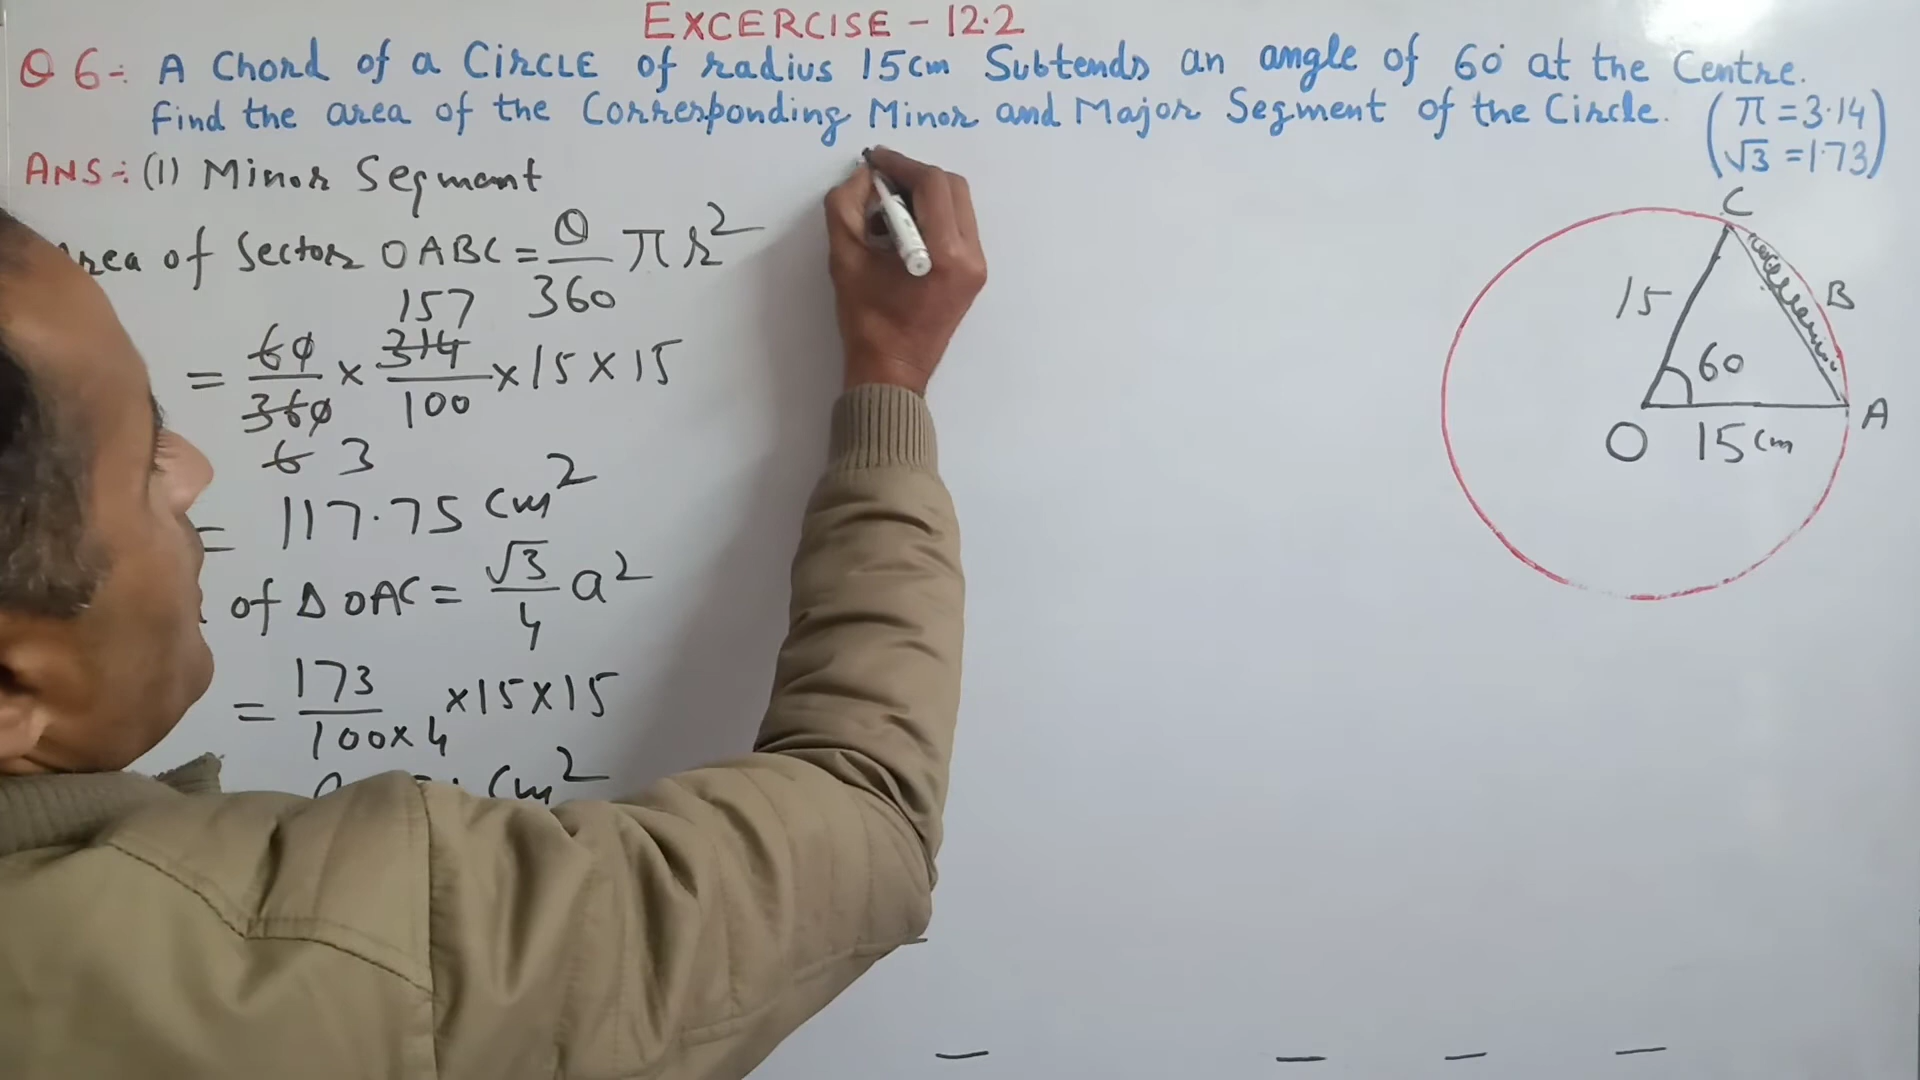 EXCERCISE - 12.2
Q 6 :- A Chord of a CIRCLE of radius 15cm Subtends an angle of 60° at the Centre.
Find the area of the Corresponding Minor and Major Segment of the Circle. (π = 3.14
√3 = 1.73)
ANS :- (1) Minor Segment
rea of Sector OABC = θ/360 π r²
157
= 60/360 × 314/100 × 15 × 15
6 3
= 117.75 cm²
of Δ OAC = √3/4 a²
= 173/100×4 ×15×15
cm²
C
15
B
60
A
O 15cm